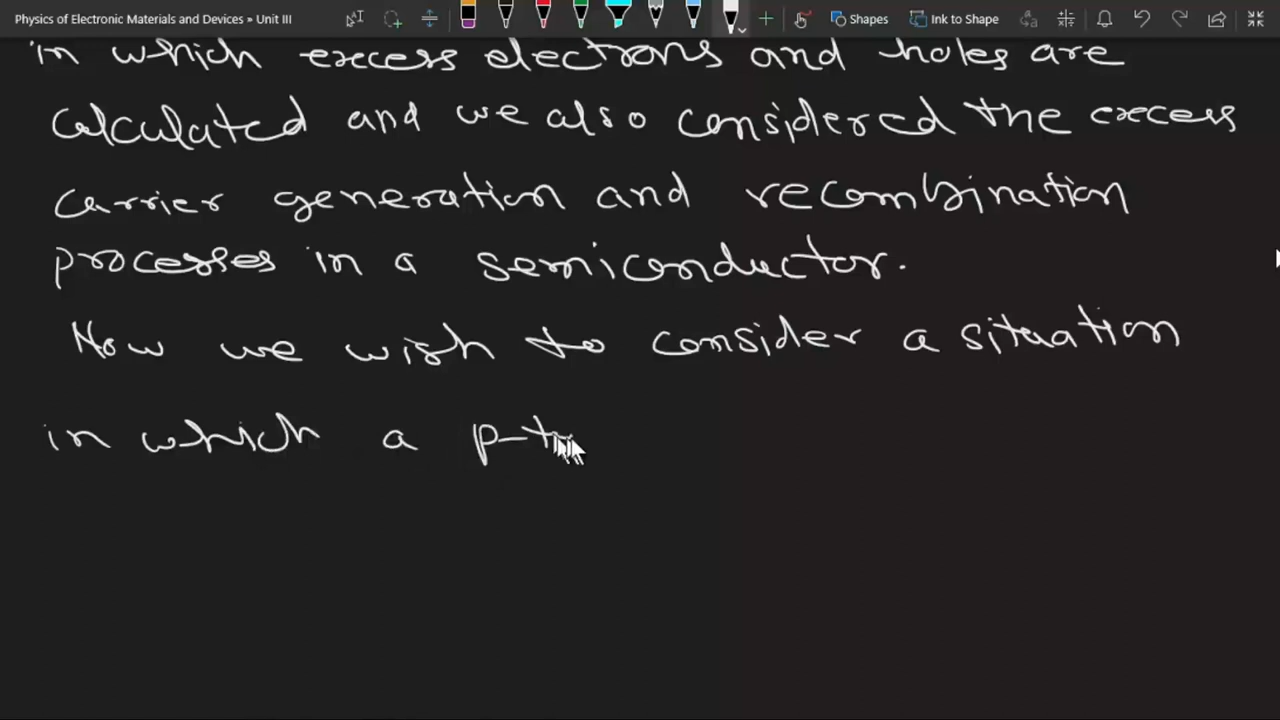 Physics of Electronic Materials and Devices » Unit III
Shapes
Ink to Shape
in which excess electrons and holes are
calculated and we also considered the excess
carrier generation and recombination
processes in a semiconductor.
Now we wish to consider a situation
in which a p-ty